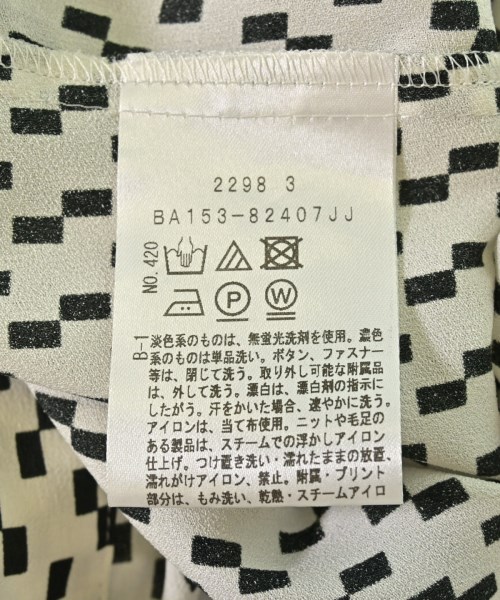 2298 3
BA153-82407JJ
NO.420
P
W
B-1
淡色系のものは、無蛍光洗剤を使用。濃色
系のものは単品洗い。ボタン、ファスナー
等は、閉じて洗う。取り外し可能な附属品
は、外して洗う。漂白は、漂白剤の指示に
したがう。汗をかいた場合、速やかに洗う。
アイロンは、当て布使用。ニットや毛足の
ある製品は、スチームでの浮かしアイロン
仕上げ。つけ置き洗い・濡れたままの放置、
濡れがけアイロン、禁止。附属・プリント
部分は、もみ洗い、乾熱・スチームアイロ